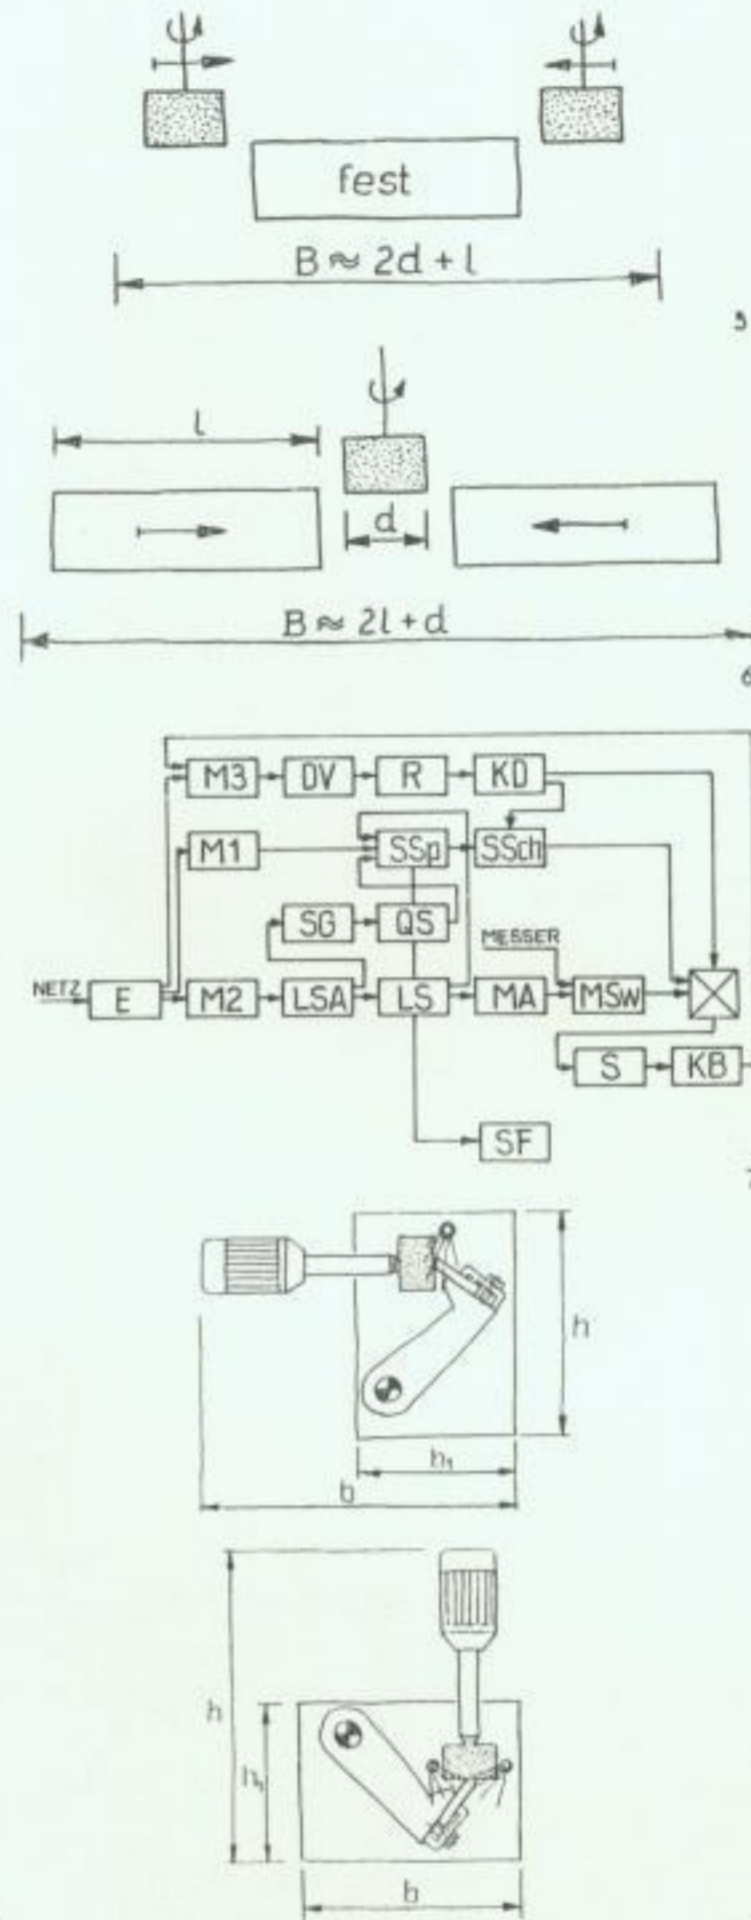 fest
B ≈ 2d + l
5
l
d
B ≈ 2l + d
6
M3 DV R KD
M1 SSp SSch
SG QS MESSER
NETZ E M2 LSA LS MA MSw
S KB
SF
7
h
h₁
b
h
h₁
b